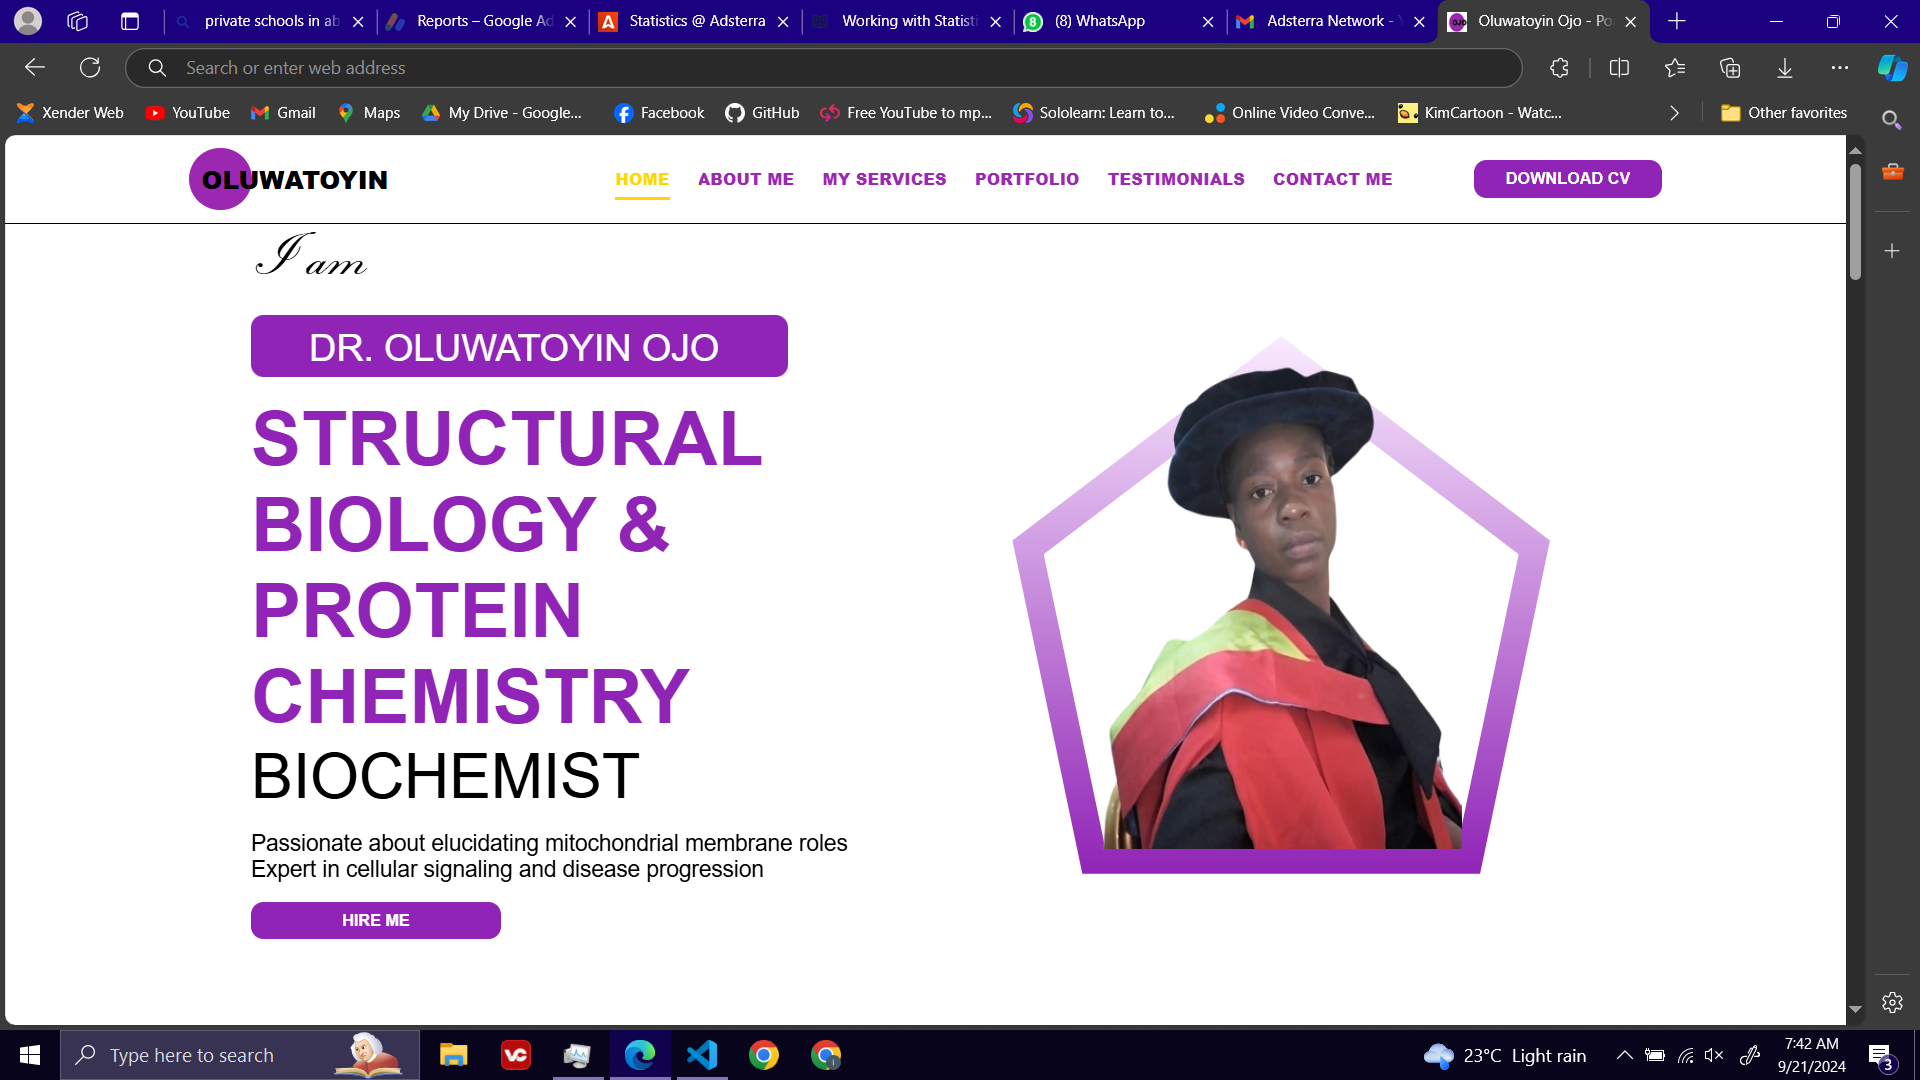 private schools in ab
Reports – Google Ad
Statistics @ Adsterra
Working with Statisti
(8) WhatsApp
Adsterra Network -
Oluwatoyin Ojo - Po
Search or enter web address
Xender Web
YouTube
Gmail
Maps
My Drive - Google...
Facebook
GitHub
Free YouTube to mp...
Sololearn: Learn to...
Online Video Conve...
KimCartoon - Watc...
Other favorites
OLUWATOYIN
HOME
ABOUT ME
MY SERVICES
PORTFOLIO
TESTIMONIALS
CONTACT ME
DOWNLOAD CV
I am
DR. OLUWATOYIN OJO
STRUCTURAL
BIOLOGY &
PROTEIN
CHEMISTRY
BIOCHEMIST
Passionate about elucidating mitochondrial membrane roles
Expert in cellular signaling and disease progression
HIRE ME
Type here to search
23°C Light rain
7:42 AM
9/21/2024
3